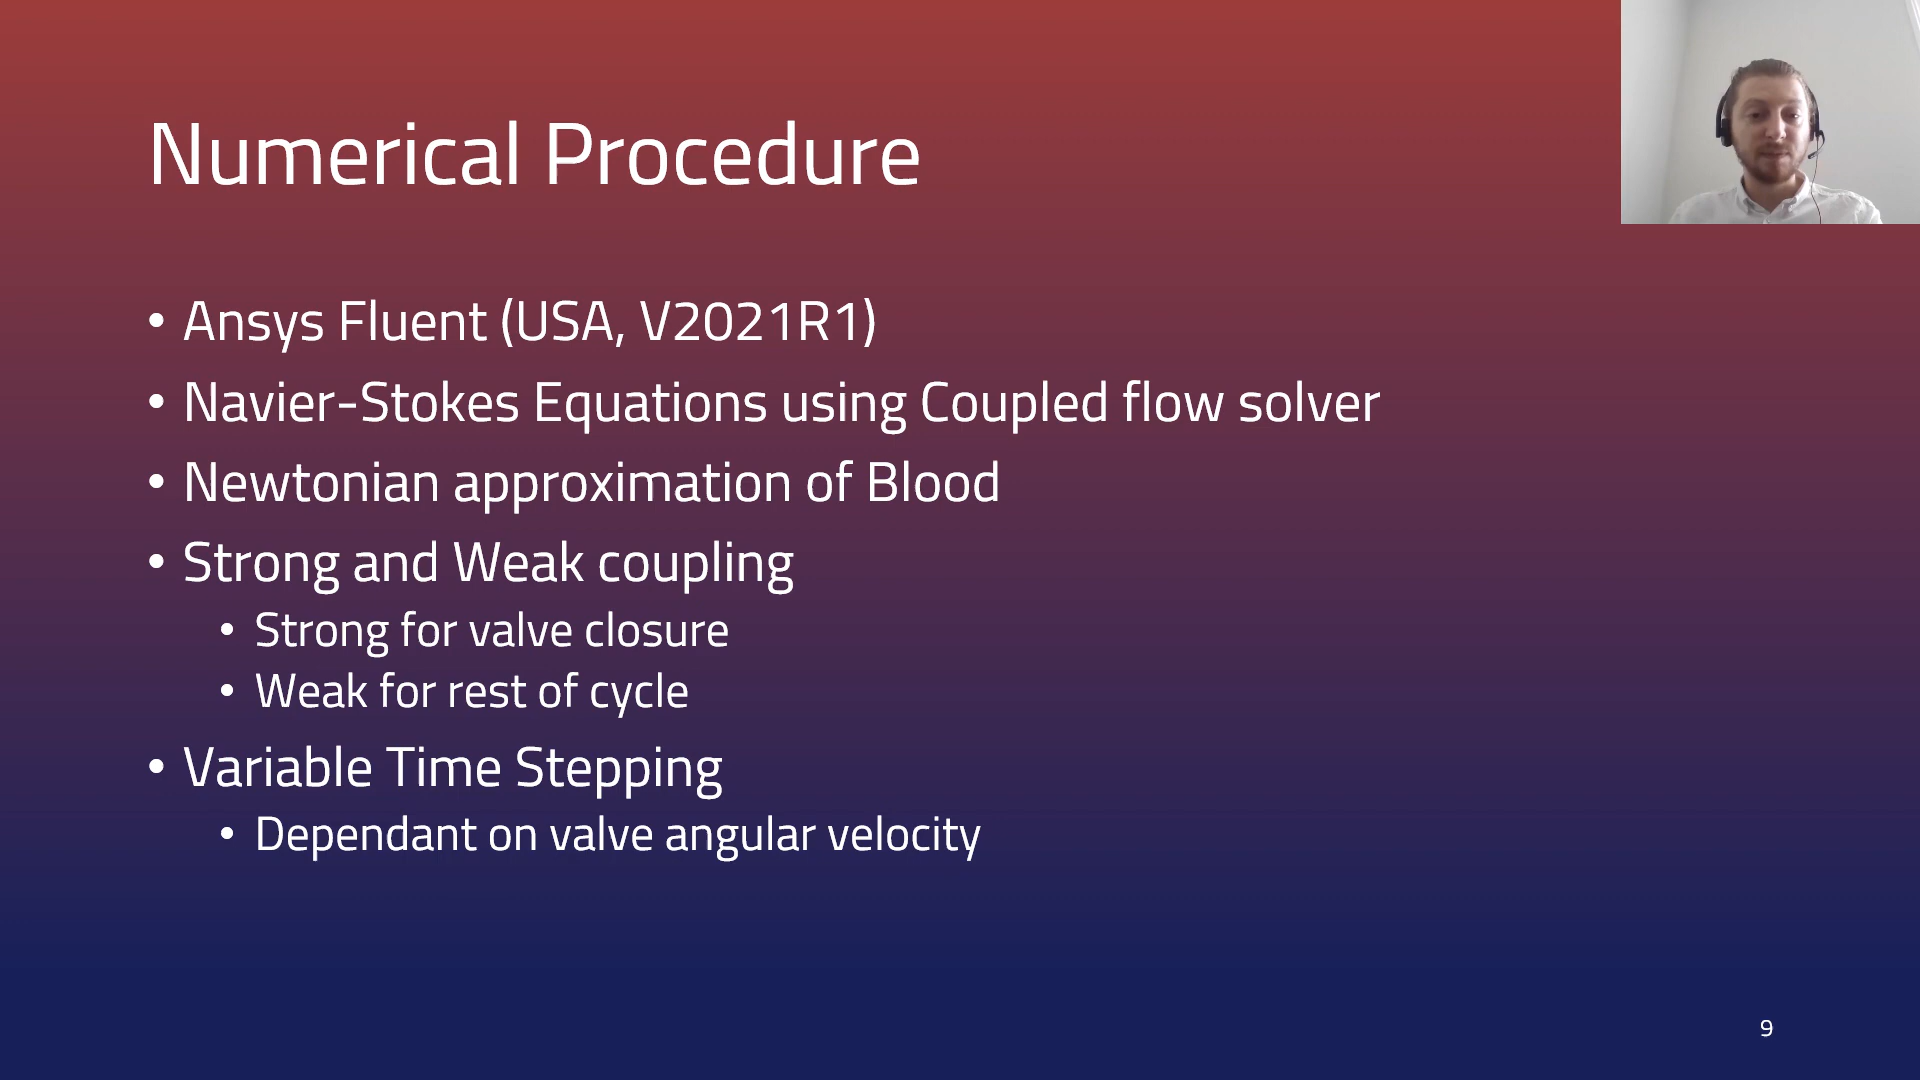 Numerical Procedure
• Ansys Fluent (USA, V2021R1)
• Navier-Stokes Equations using Coupled flow solver
• Newtonian approximation of Blood
• Strong and Weak coupling
• Strong for valve closure
• Weak for rest of cycle
• Variable Time Stepping
• Dependant on valve angular velocity
9